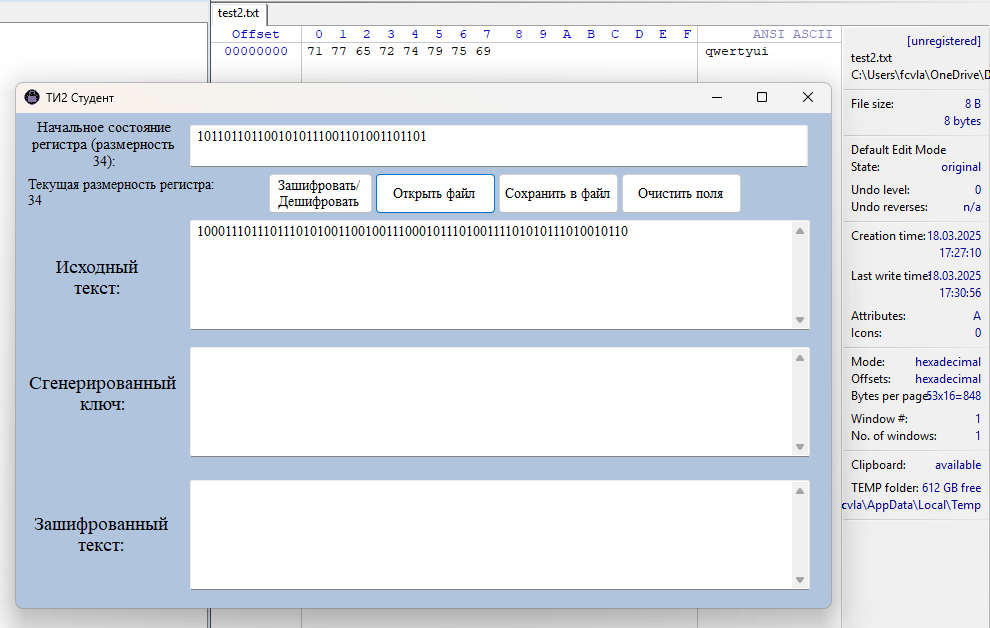 test2.txt
Offset 0 1 2 3 4 5 6 7 8 9 A B C D E F ANSI ASCII
00000000 71 77 65 72 74 79 75 69 qwertyui
[unregistered]
test2.txt
C:\Users\fcvla\OneDrive\D
File size: 8 B
8 bytes
Default Edit Mode
State: original
Undo level: 0
Undo reverses: n/a
Creation time: 18.03.2025
17:27:10
Last write time: 18.03.2025
17:30:56
Attributes: A
Icons: 0
Mode: hexadecimal
Offsets: hexadecimal
Bytes per page: 53x16=848
Window #: 1
No. of windows: 1
Clipboard: available
TEMP folder: 612 GB free
cvla\AppData\Local\Temp
ТИ2 Студент
Начальное состояние
регистра (размерность
34):
1011011011001010111001101001101101
Текущая размерность регистра:
34
Зашифровать/
Дешифровать
Открыть файл
Сохранить в файл
Очистить поля
Исходный
текст:
1000111011101110101001100100111000101110100111101010111010010110
Сгенерированный
ключ:
Зашифрованный
текст: